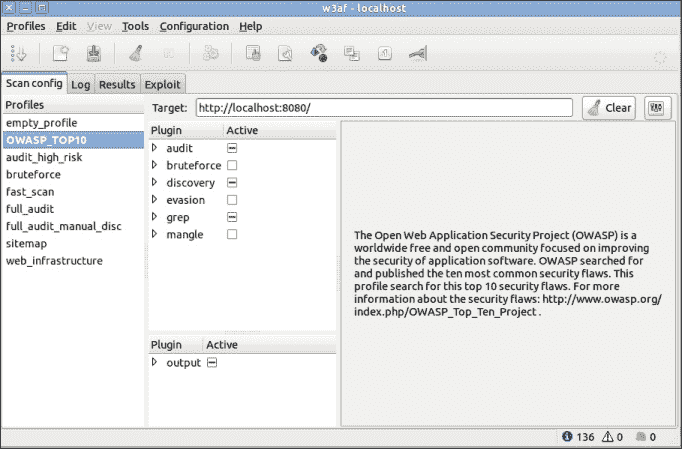 w3af - localhost
Profiles Edit View Tools Configuration Help
Scan config Log Results Exploit
Profiles
empty_profile
OWASP_TOP10
audit_high_risk
bruteforce
fast_scan
full_audit
full_audit_manual_disc
sitemap
web_infrastructure
Target: http://localhost:8080/ Clear
Plugin Active
audit
bruteforce
discovery
evasion
grep
mangle
Plugin Active
output
The Open Web Application Security Project (OWASP) is a
worldwide free and open community focused on improving
the security of application software. OWASP searched for
and published the ten most common security flaws. This
profile search for this top 10 security flaws. For more
information about the security flaws: http://www.owasp.org/
index.php/OWASP_Top_Ten_Project .
136 0 0